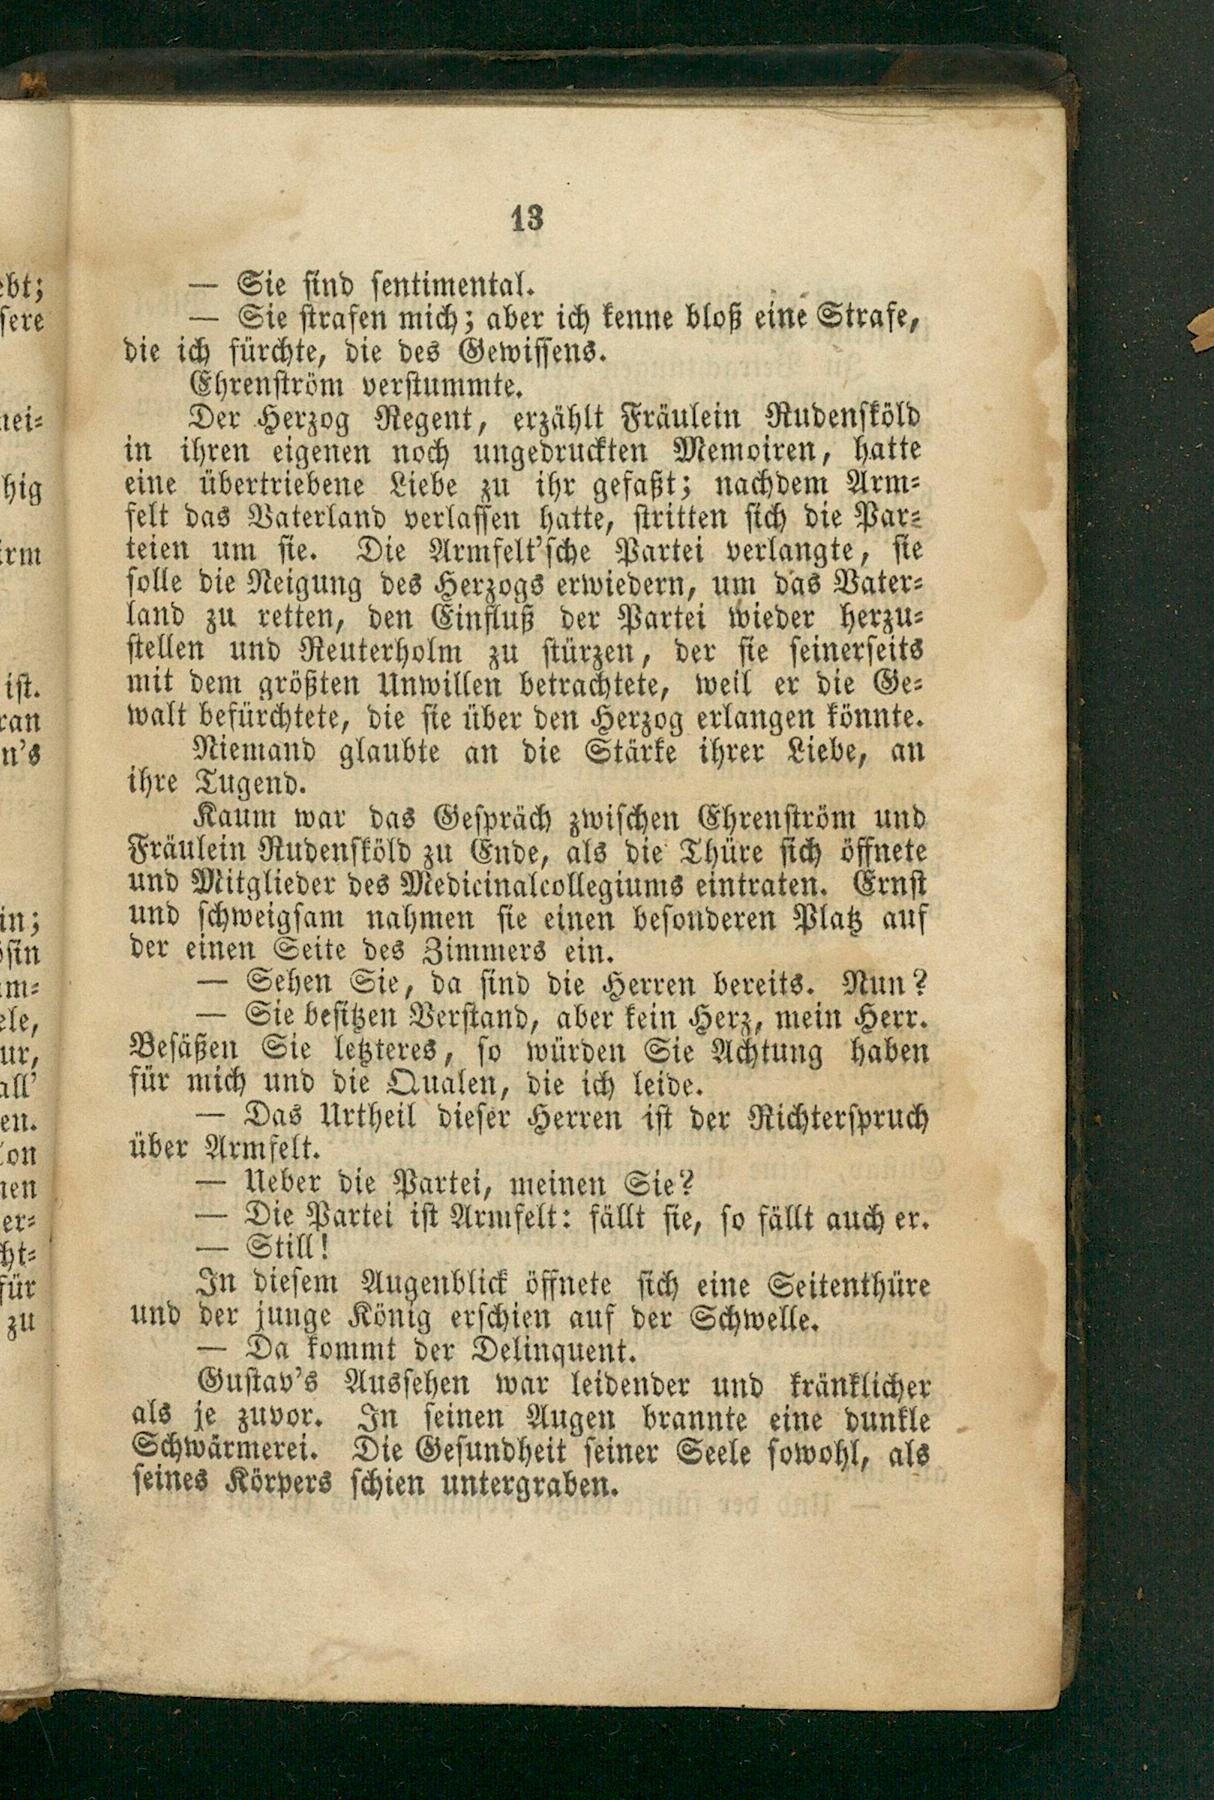 13
— Sie sind sentimental.
— Sie strafen mich; aber ich kenne bloß eine Strafe,
die ich fürchte, die des Gewissens.
Ehrenström verstummte.
Der Herzog Regent, erzählt Fräulein Rudensköld
in ihren eigenen noch ungedruckten Memoiren, hatte
eine übertriebene Liebe zu ihr gefaßt; nachdem Arm-
felt das Vaterland verlassen hatte, stritten sich die Par-
teien um sie. Die Armfelt'sche Partei verlangte, sie
solle die Neigung des Herzogs erwiedern, um das Vater-
land zu retten, den Einfluß der Partei wieder herzu-
stellen und Reuterholm zu stürzen, der sie seinerseits
mit dem größten Unwillen betrachtete, weil er die Ge-
walt befürchtete, die sie über den Herzog erlangen könnte.
Niemand glaubte an die Stärke ihrer Liebe, an
ihre Tugend.
Kaum war das Gespräch zwischen Ehrenström und
Fräulein Rudensköld zu Ende, als die Thüre sich öffnete
und Mitglieder des Medicinalcollegiums eintraten. Ernst
und schweigsam nahmen sie einen besonderen Platz auf
der einen Seite des Zimmers ein.
— Sehen Sie, da sind die Herren bereits. Nun?
— Sie besitzen Verstand, aber kein Herz, mein Herr.
Besäßen Sie letzteres, so würden Sie Achtung haben
für mich und die Qualen, die ich leide.
— Das Urtheil dieser Herren ist der Richterspruch
über Armfelt.
— Ueber die Partei, meinen Sie?
— Die Partei ist Armfelt: fällt sie, so fällt auch er.
— Still!
In diesem Augenblick öffnete sich eine Seitenthüre
und der junge König erschien auf der Schwelle.
— Da kommt der Delinquent.
Gustav's Aussehen war leidender und kränklicher
als je zuvor. In seinen Augen brannte eine dunkle
Schwärmerei. Die Gesundheit seiner Seele sowohl, als
seines Körpers schien untergraben.